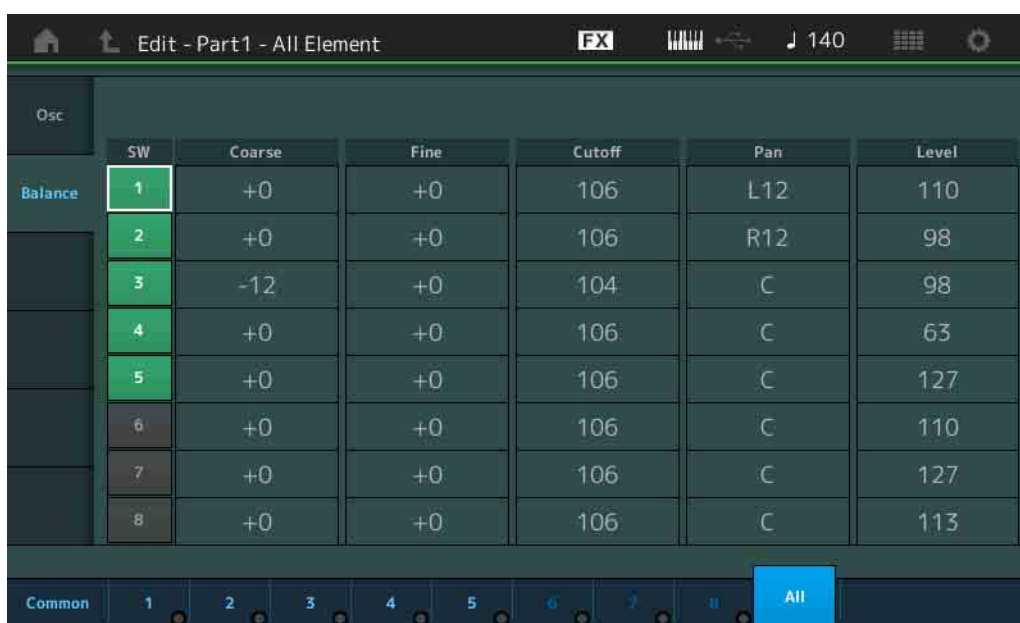 Edit - Part1 - All Element FX ♩ 140
Osc
SW Coarse Fine Cutoff Pan Level
Balance 1 +0 +0 106 L12 110
2 +0 +0 106 R12 98
3 -12 +0 104 C 98
4 +0 +0 106 C 63
5 +0 +0 106 C 127
6 +0 +0 106 C 110
7 +0 +0 106 C 127
8 +0 +0 106 C 113
Common 1 2 3 4 5 6 7 8 All